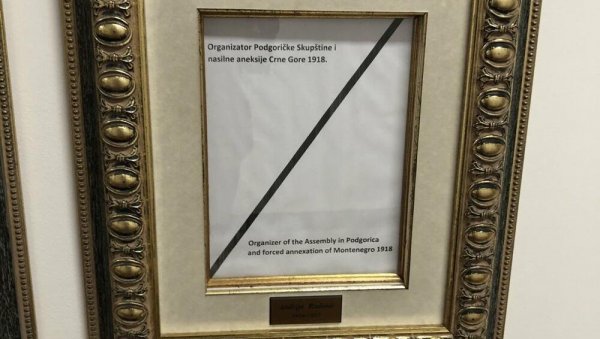 Organizator Podgoričke Skupštine i
nasilne aneksije Crne Gore 1918.
Organizer of the Assembly in Podgorica
and forced annexation of Montenegro 1918